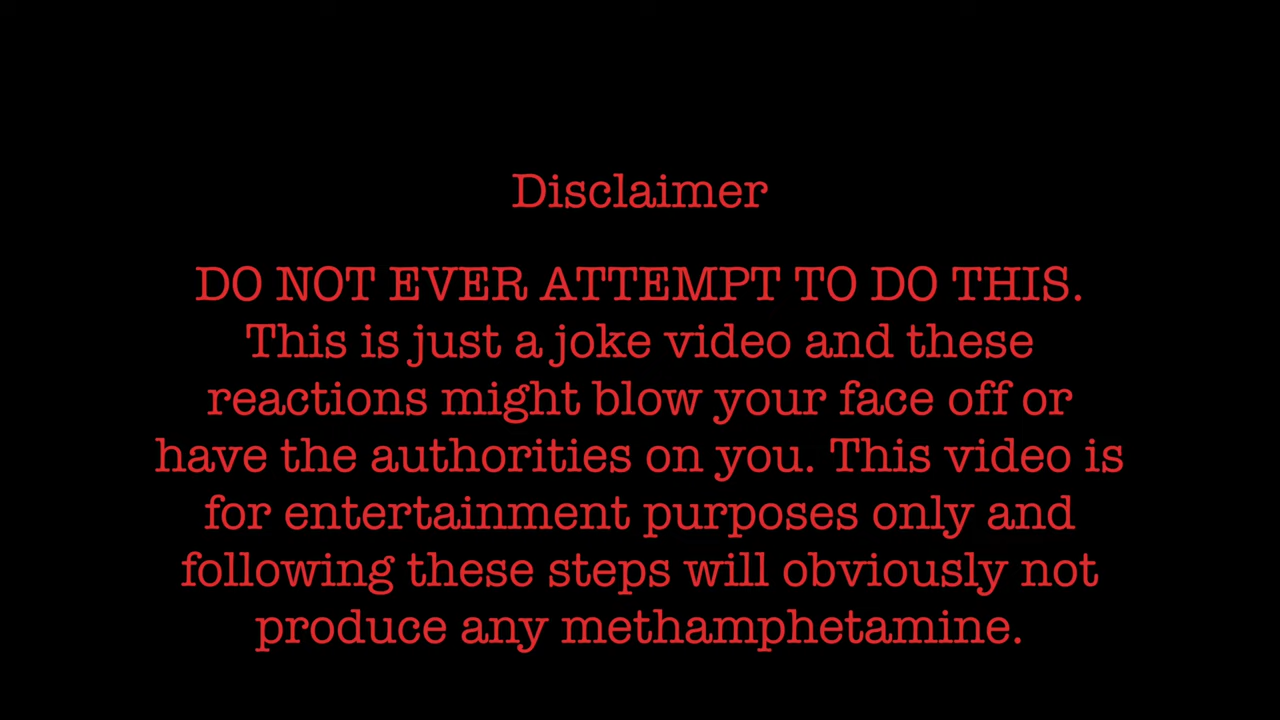 Disclaimer
DO NOT EVER ATTEMPT TO DO THIS.
This is just a joke video and these
reactions might blow your face off or
have the authorities on you. This video is
for entertainment purposes only and
following these steps will obviously not
produce any methamphetamine.